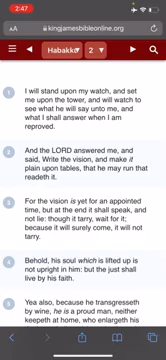 2:47
kingjamesbibleonline.org
Habakkuk
2
1
I will stand upon my watch, and set
me upon the tower, and will watch to
see what he will say unto me, and
what I shall answer when I am
reproved.
2
And the LORD answered me, and
said, Write the vision, and make it
plain upon tables, that he may run that
readeth it.
3
For the vision is yet for an appointed
time, but at the end it shall speak, and
not lie: though it tarry, wait for it;
because it will surely come, it will not
tarry.
4
Behold, his soul which is lifted up is
not upright in him: but the just shall
live by his faith.
5
Yea also, because he transgresseth
by wine, he is a proud man, neither
keepeth at home, who enlargeth his